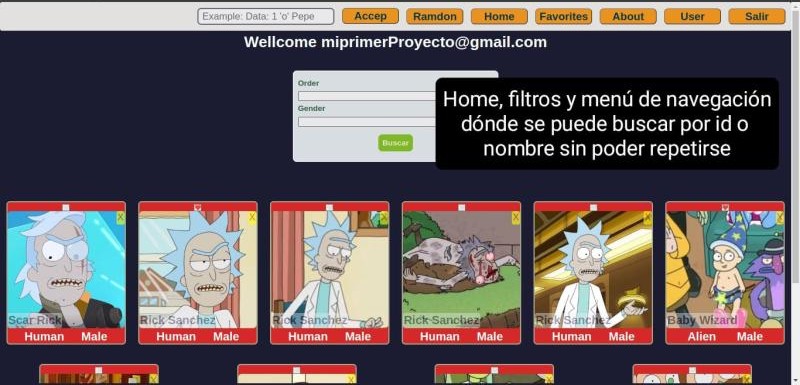 Example: Data: 1 'o' Pepe Accep Ramdon Home Favorites About User Salir
Wellcome miprimerProyecto@gmail.com
Order
Gender
Buscar
Home, filtros y menú de navegación
dónde se puede buscar por id o
nombre sin poder repetirse
X X X X X X
Scar Rick Rick Sanchez Rick Sanchez Rick Sanchez Rick Sanchez Baby Wizard
Human Male Human Male Human Male Human Male Human Male Alien Male
X X X X